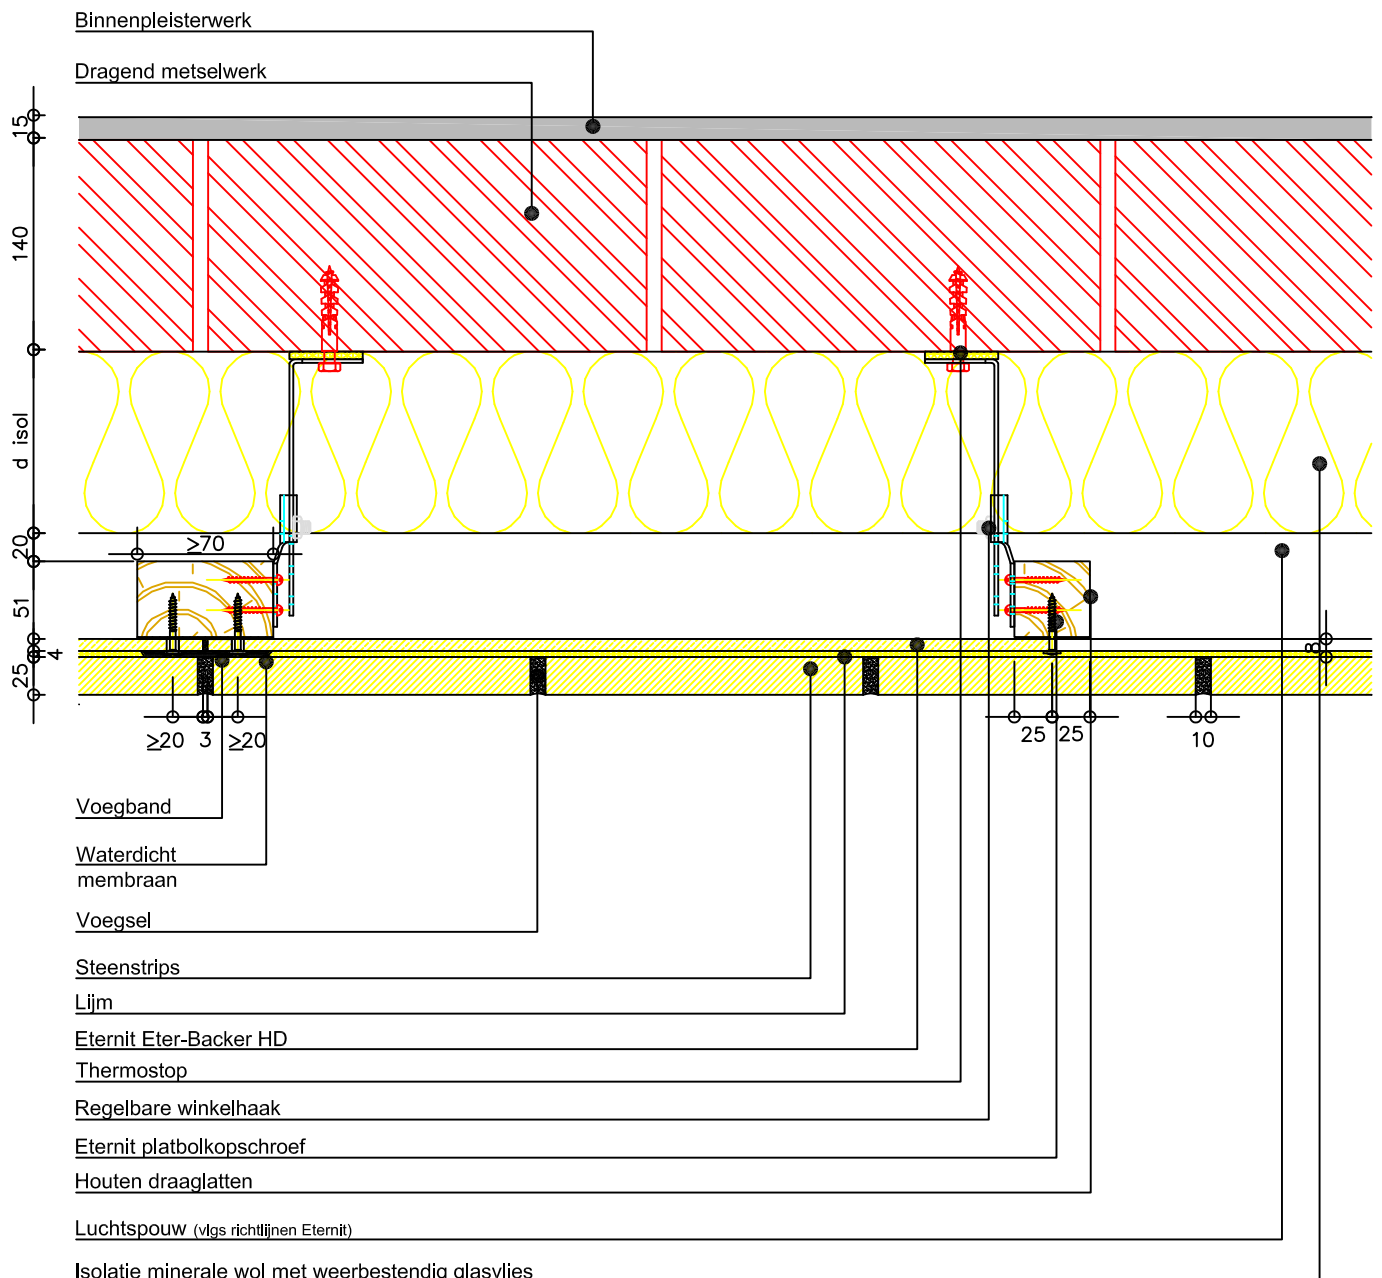 Binnenpleisterwerk
Dragend metselwerk
15
140
d isol
20
≥70
51
4
8
25
≥20 3 ≥20
25 25
10
Voegband
Waterdicht
membraan
Voegsel
Steenstrips
Lijm
Eternit Eter-Backer HD
Thermostop
Regelbare winkelhaak
Eternit platbolkopschroef
Houten draaglatten
Luchtspouw (vlgs richtlijnen Eternit)
Isolatie minerale wol met weerbestendig glasvlies